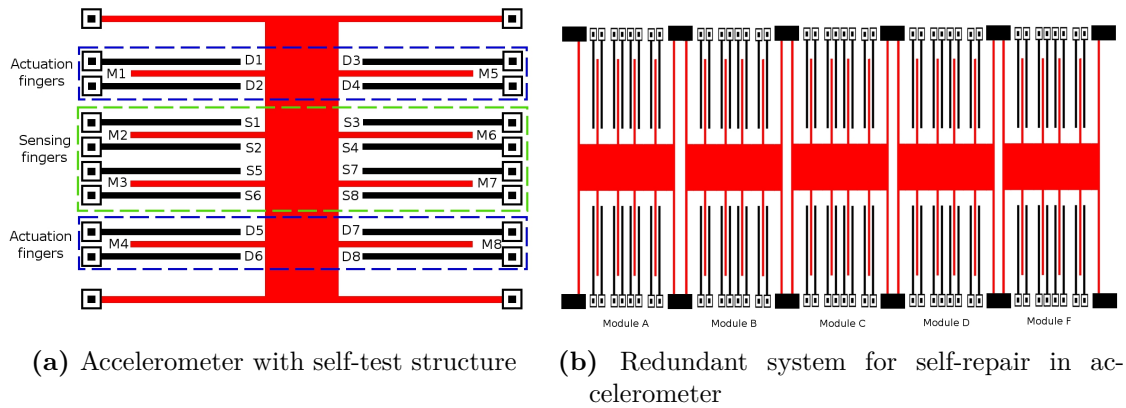 Actuation
fingers
D1 D3
M1 M5
D2 D4
Sensing
fingers
S1 S3
M2 M6
S2 S4
S5 S7
M3 M7
S6 S8
Actuation
fingers
D5 D7
M4 M8
D6 D8
Module A Module B Module C Module D Module F
(a) Accelerometer with self-test structure
(b) Redundant system for self-repair in ac-
celerometer